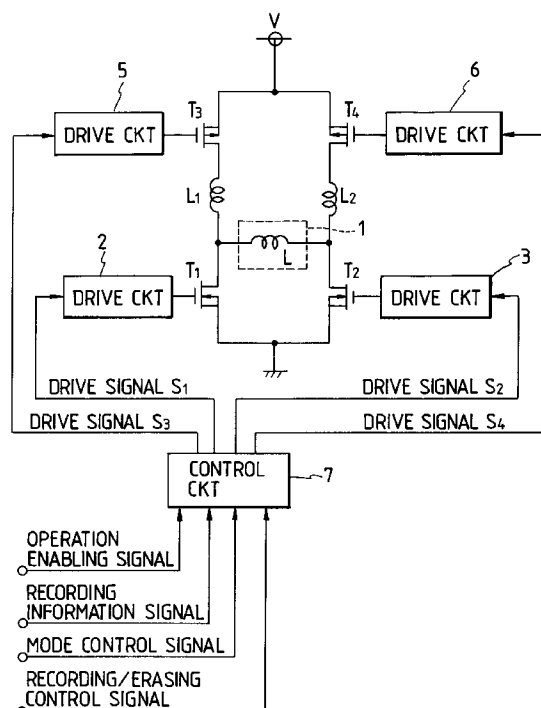 V
5
6
T3
T4
DRIVE CKT
DRIVE CKT
L1
L2
1
2
L
3
T1
T2
DRIVE CKT
DRIVE CKT
DRIVE SIGNAL S1
DRIVE SIGNAL S2
DRIVE SIGNAL S3
DRIVE SIGNAL S4
CONTROL
CKT
7
OPERATION
ENABLING SIGNAL
RECORDING
INFORMATION SIGNAL
MODE CONTROL SIGNAL
RECORDING/ERASING
CONTROL SIGNAL